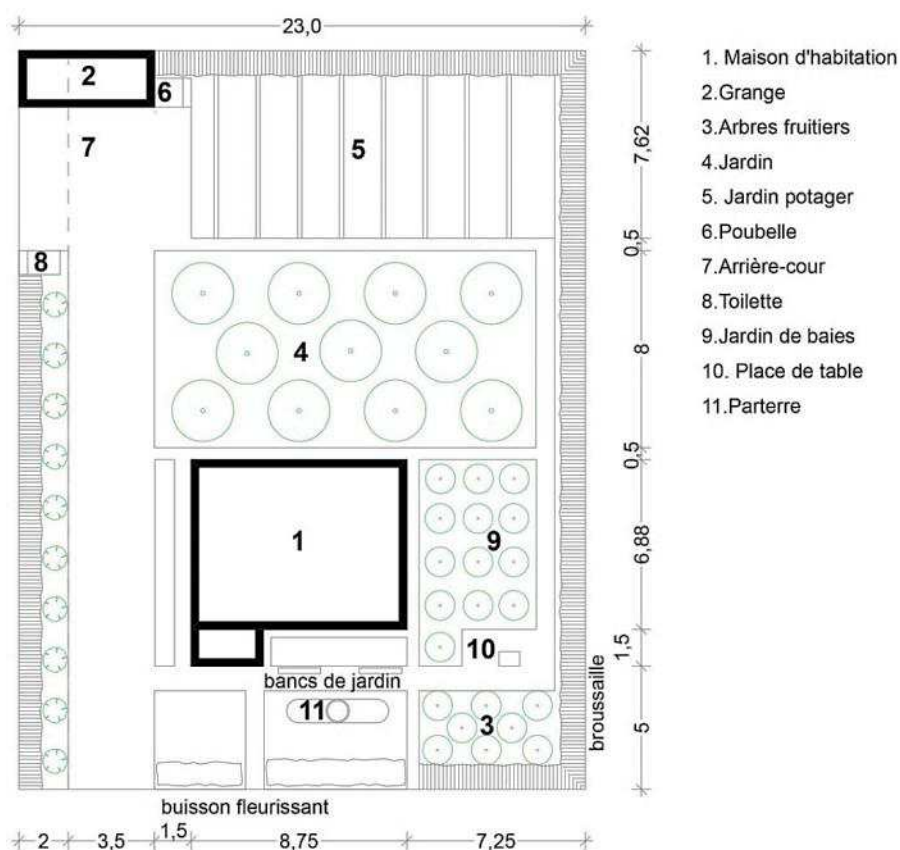 23,0
1. Maison d'habitation
2.Grange
3.Arbres fruitiers
4.Jardin
5. Jardin potager
6.Poubelle
7.Arrière-cour
8.Toilette
9.Jardin de baies
10. Place de table
11.Parterre
2
6
7
5
8
4
1
9
10
bancs de jardin
11
3
broussaille
buisson fleurissant
7,62
0,5
8
0,5
6,88
1,5
5
2
3,5
1,5
8,75
7,25